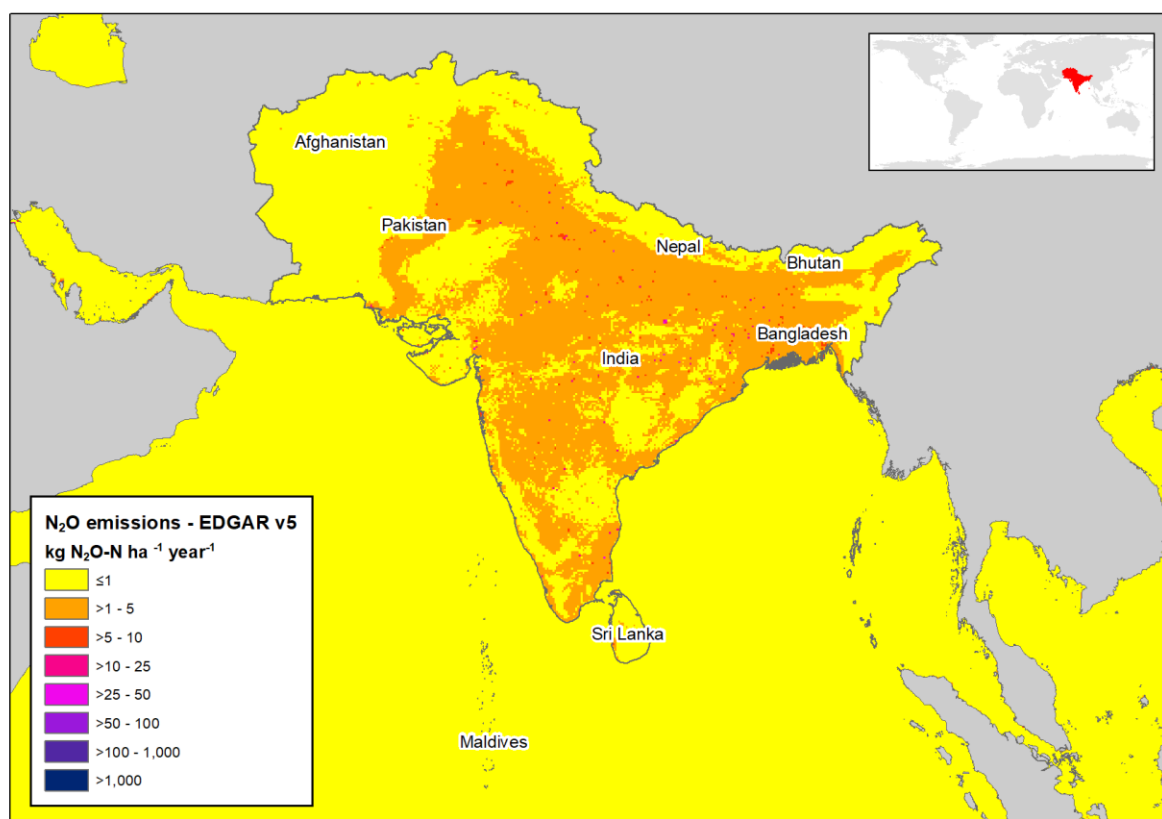 Afghanistan
Pakistan
Nepal
Bhutan
Bangladesh
India
Sri Lanka
Maldives
N₂O emissions - EDGAR v5
kg N₂O-N ha ⁻¹ year⁻¹
≤1
>1 - 5
>5 - 10
>10 - 25
>25 - 50
>50 - 100
>100 - 1,000
>1,000